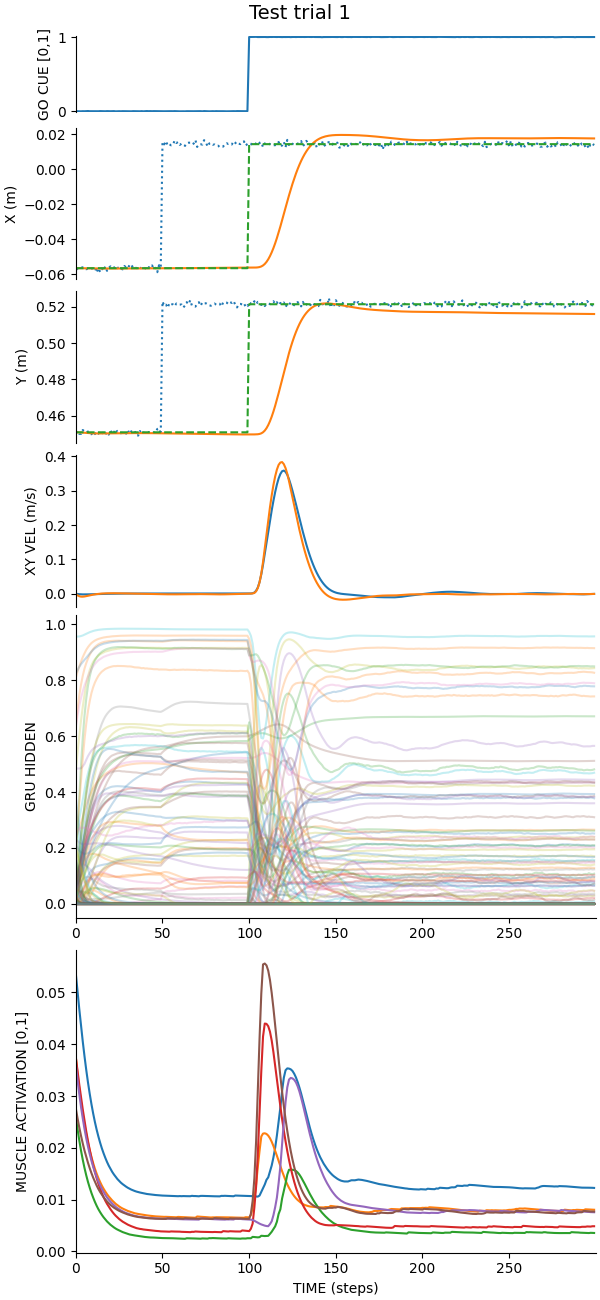 Test trial 1
GO CUE [0,1]
1
0
X (m)
0.02
0.00
−0.02
−0.04
−0.06
Y (m)
0.52
0.50
0.48
0.46
XY VEL (m/s)
0.4
0.3
0.2
0.1
0.0
GRU HIDDEN
1.0
0.8
0.6
0.4
0.2
0.0
0 50 100 150 200 250
MUSCLE ACTIVATION [0,1]
0.05
0.04
0.03
0.02
0.01
0.00
0 50 100 150 200 250
TIME (steps)